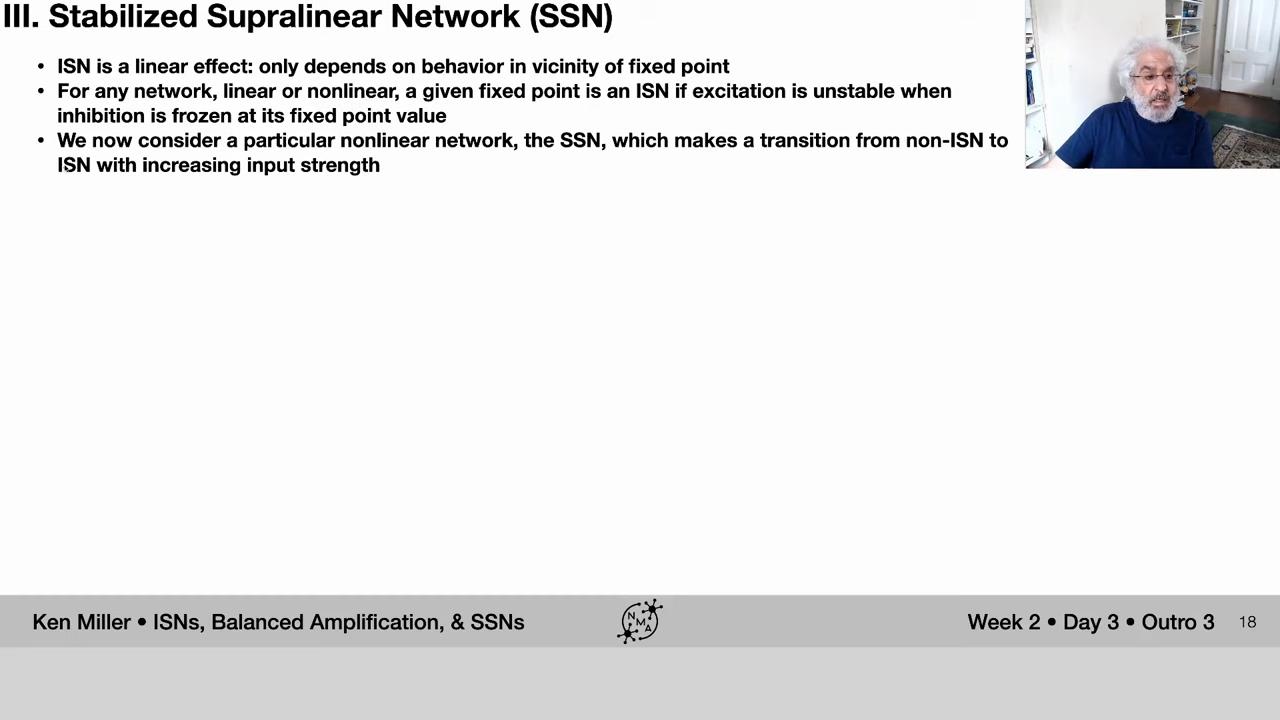 III. Stabilized Supralinear Network (SSN)
• ISN is a linear effect: only depends on behavior in vicinity of fixed point
• For any network, linear or nonlinear, a given fixed point is an ISN if excitation is unstable when
inhibition is frozen at its fixed point value
• We now consider a particular nonlinear network, the SSN, which makes a transition from non-ISN to
ISN with increasing input strength
Ken Miller • ISNs, Balanced Amplification, & SSNs
N
M
A
Week 2 • Day 3 • Outro 3
18